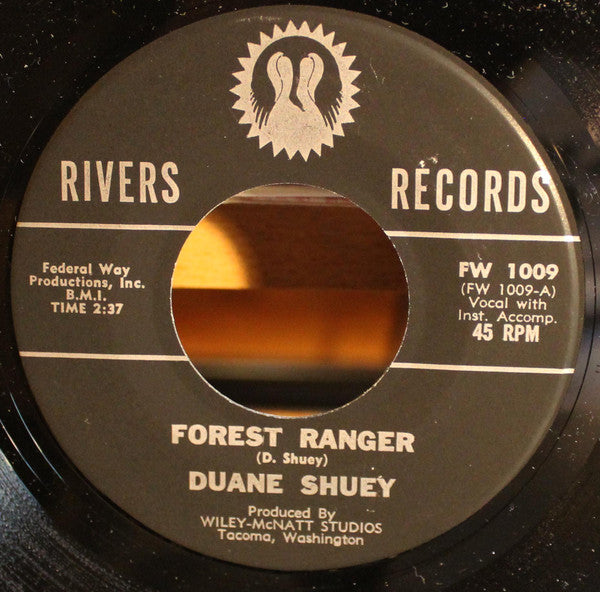 RIVERS RECORDS
Federal Way
Productions, Inc.
B.M.I.
TIME 2:37
FW 1009
(FW 1009-A)
Vocal with
Inst. Accomp.
45 RPM
FOREST RANGER
(D. Shuey)
DUANE SHUEY
Produced By
WILEY-McNATT STUDIOS
Tacoma, Washington